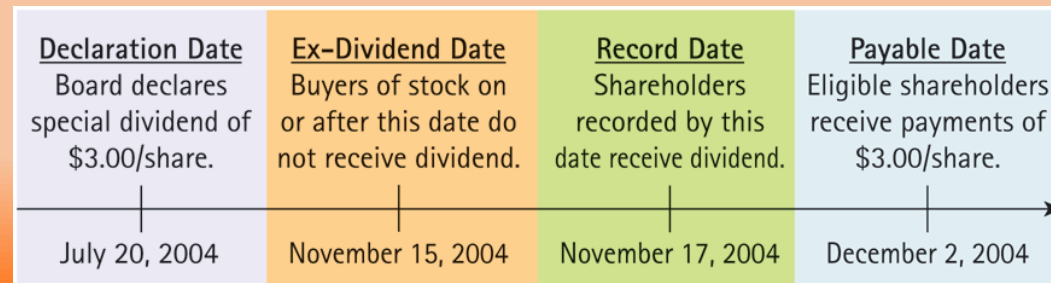 Declaration Date
Board declares
special dividend of
$3.00/share.
July 20, 2004
Ex-Dividend Date
Buyers of stock on
or after this date do
not receive dividend.
November 15, 2004
Record Date
Shareholders
recorded by this
date receive dividend.
November 17, 2004
Payable Date
Eligible shareholders
receive payments of
$3.00/share.
December 2, 2004